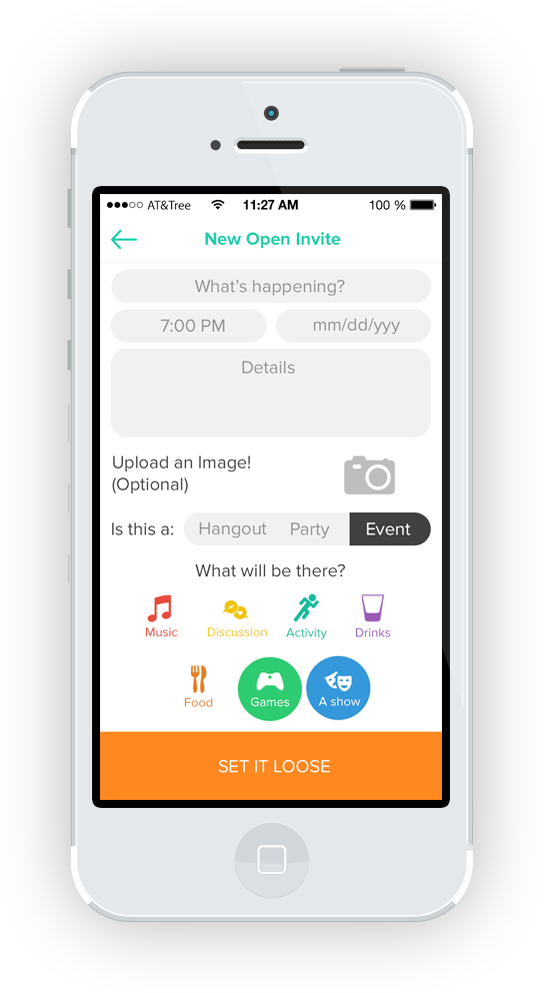 AT&Tree 11:27 AM 100 %
New Open Invite
What's happening?
7:00 PM mm/dd/yyy
Details
Upload an Image!
(Optional)
Is this a: Hangout Party Event
What will be there?
Music Discussion Activity Drinks
Food Games A show
SET IT LOOSE